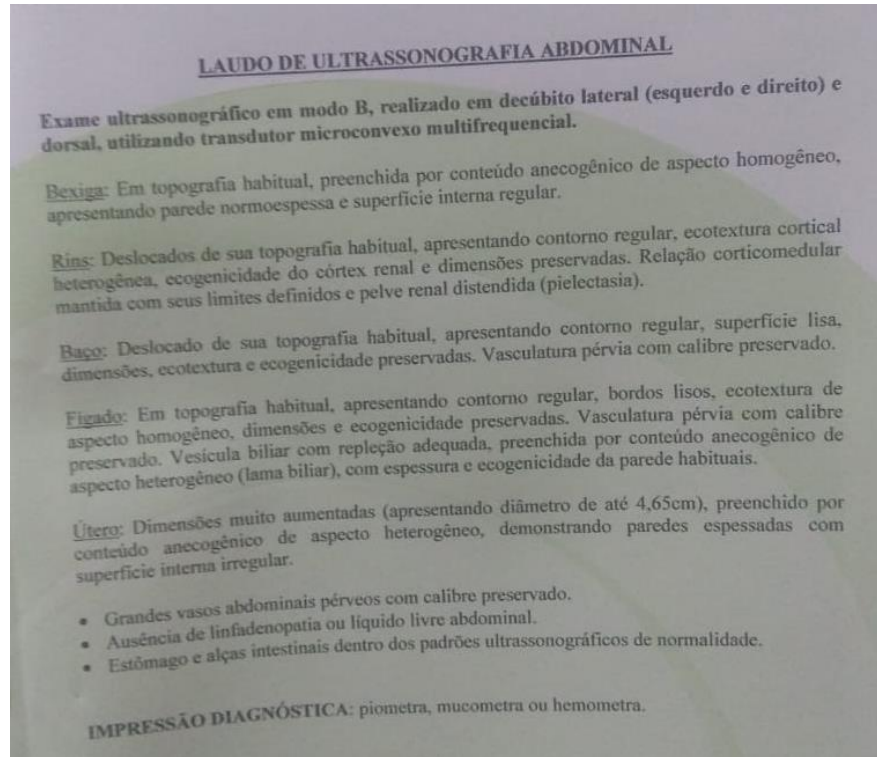 LAUDO DE ULTRASSONOGRAFIA ABDOMINAL
Exame ultrassonográfico em modo B, realizado em decúbito lateral (esquerdo e direito) e
dorsal, utilizando transdutor microconvexo multifrequencial.
Bexiga: Em topografia habitual, preenchida por conteúdo anecogênico de aspecto homogêneo,
apresentando parede normoespessa e superfície interna regular.
Rins: Deslocados de sua topografia habitual, apresentando contorno regular, ecotextura cortical
heterogênea, ecogenicidade do córtex renal e dimensões preservadas. Relação corticomedular
mantida com seus limites definidos e pelve renal distendida (pielectasia).
Baço: Deslocado de sua topografia habitual, apresentando contorno regular, superfície lisa,
dimensões, ecotextura e ecogenicidade preservadas. Vasculatura pérvia com calibre preservado.
Fígado: Em topografia habitual, apresentando contorno regular, bordos lisos, ecotextura de
aspecto homogêneo, dimensões e ecogenicidade preservadas. Vasculatura pérvia com calibre
preservado. Vesícula biliar com repleção adequada, preenchida por conteúdo anecogênico de
aspecto heterogêneo (lama biliar), com espessura e ecogenicidade da parede habituais.
Útero: Dimensões muito aumentadas (apresentando diâmetro de até 4,65cm), preenchido por
conteúdo anecogênico de aspecto heterogêneo, demonstrando paredes espessadas com
superfície interna irregular.
• Grandes vasos abdominais pérveos com calibre preservado.
• Ausência de linfadenopatia ou líquido livre abdominal.
• Estômago e alças intestinais dentro dos padrões ultrassonográficos de normalidade.
IMPRESSÃO DIAGNÓSTICA: piometra, mucometra ou hemometra.